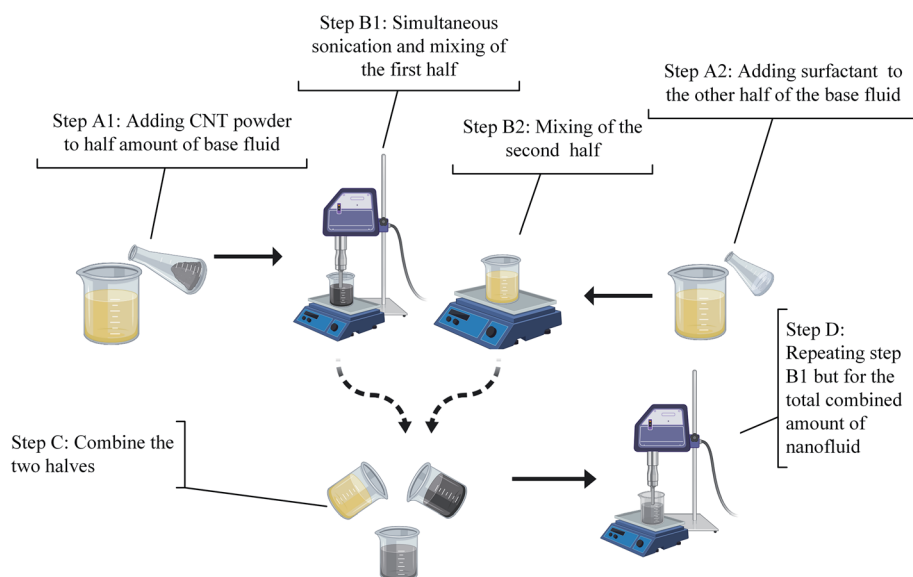 Step B1: Simultaneous
sonication and mixing of
the first half
Step A2: Adding surfactant to
the other half of the base fluid
Step A1: Adding CNT powder
to half amount of base fluid
Step B2: Mixing of the
second half
Step D:
Repeating step
B1 but for the
total combined
amount of
nanofluid
Step C: Combine the
two halves